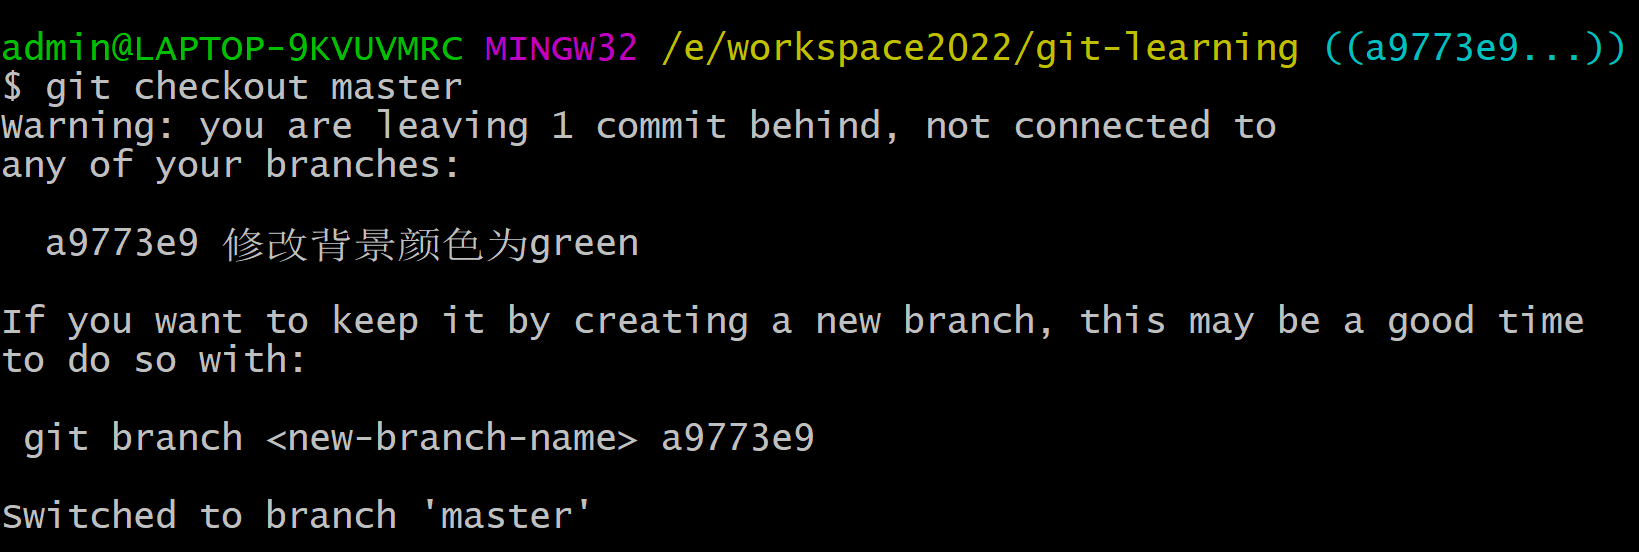 admin@LAPTOP-9KVUVMRC MINGW32 /e/workspace2022/git-learning ((a9773e9...))
$ git checkout master
Warning: you are leaving 1 commit behind, not connected to
any of your branches:
a9773e9 修改背景颜色为green
If you want to keep it by creating a new branch, this may be a good time
to do so with:
git branch <new-branch-name> a9773e9
Switched to branch 'master'